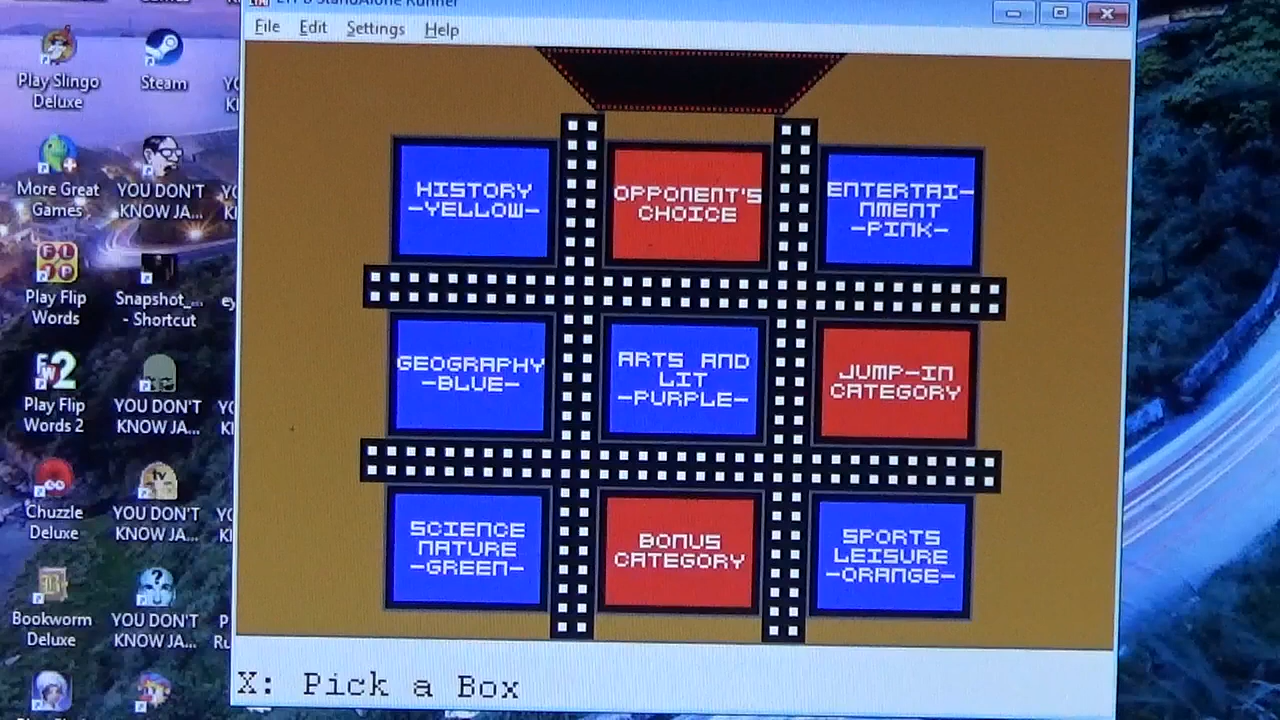 StandAlone Runner
File Edit Settings Help
HISTORY
-YELLOW-
OPPONENT'S
CHOICE
ENTERTAI-
NMENT
-PINK-
GEOGRAPHY
-BLUE-
ARTS AND
LIT
-PURPLE-
JUMP-IN
CATEGORY
SCIENCE
NATURE
-GREEN-
BONUS
CATEGORY
SPORTS
LEISURE
-ORANGE-
X: Pick a Box
Play Slingo
Deluxe
Steam
More Great
Games
YOU DON'T
KNOW JA...
Play Flip
Words
Snapshot_...
- Shortcut
Play Flip
Words 2
YOU DON'T
KNOW JA...
Chuzzle
Deluxe
YOU DON'T
KNOW JA...
Bookworm
Deluxe
YOU DON'T
KNOW JA...